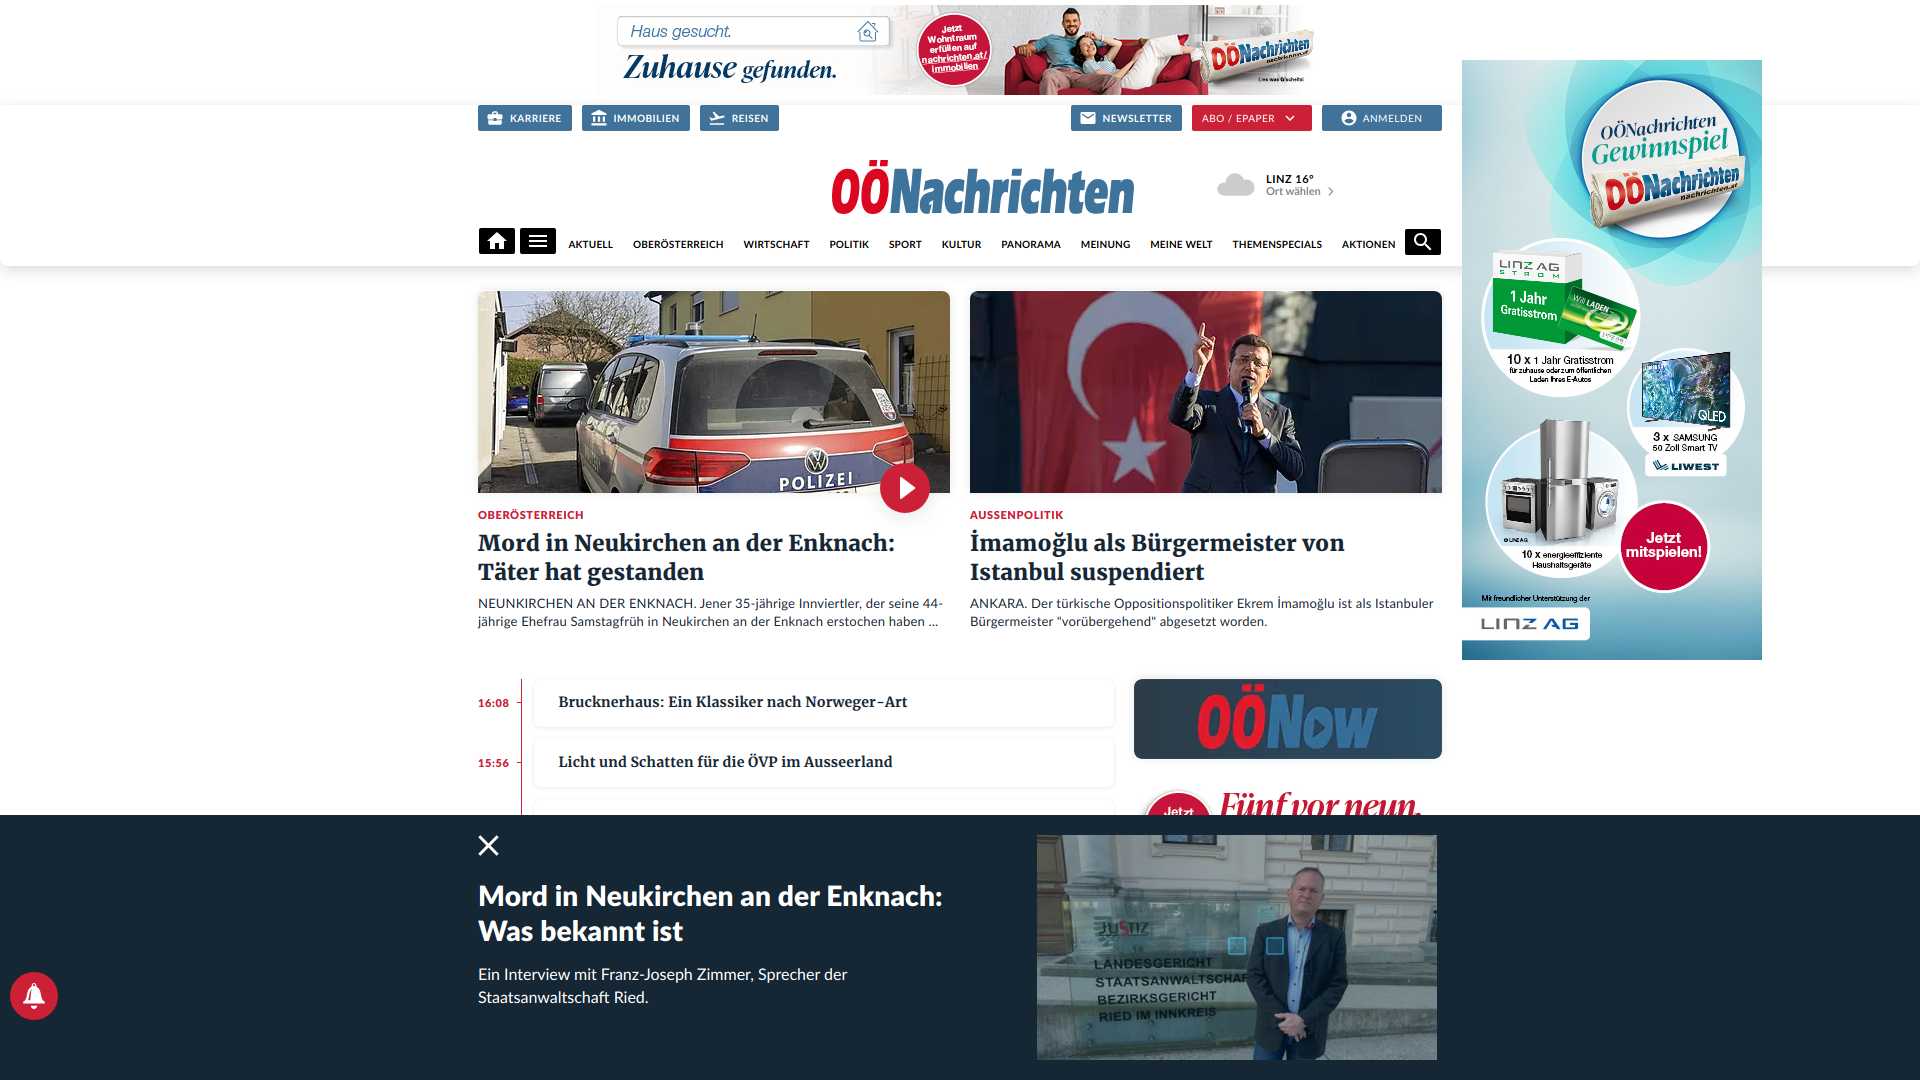 Haus gesucht.
Zuhause gefunden.
Jetzt
Wohntraum
erfüllen auf
nachrichten.at/
immobilien
OÖNachrichten
Lies was G'scheits!
KARRIERE
IMMOBILIEN
REISEN
NEWSLETTER
ABO / EPAPER
ANMELDEN
OÖNachrichten
LINZ 16°
Ort wählen
AKTUELL
OBERÖSTERREICH
WIRTSCHAFT
POLITIK
SPORT
KULTUR
PANORAMA
MEINUNG
MEINE WELT
THEMENSPECIALS
AKTIONEN
OÖNachrichten
Gewinnspiel
OÖNachrichten
nachrichten.at
LINZ AG
STROM
1 Jahr
Gratisstrom
Will LADEN
10 x 1 Jahr Gratisstrom
für zuhause oder zum öffentlichen
Laden Ihres E-Autos
QLED
3 x SAMSUNG
50 Zoll Smart TV
LIWEST
© LINZ AG
10 x energieeffiziente
Haushaltsgeräte
Jetzt
mitspielen!
Mit freundlicher Unterstützung der
LINZ AG
POLIZEI
OBERÖSTERREICH
Mord in Neukirchen an der Enknach:
Täter hat gestanden
NEUNKIRCHEN AN DER ENKNACH. Jener 35-jährige Innviertler, der seine 44-
jährige Ehefrau Samstagfrüh in Neukirchen an der Enknach erstochen haben ...
AUSSENPOLITIK
İmamoğlu als Bürgermeister von
Istanbul suspendiert
ANKARA. Der türkische Oppositionspolitiker Ekrem İmamoğlu ist als Istanbuler
Bürgermeister "vorübergehend" abgesetzt worden.
16:08
Bruckner­haus: Ein Klassiker nach Norweger-Art
15:56
Licht und Schatten für die ÖVP im Ausseerland
OÖNow
Jetzt
Fünf vor neun.
Mord in Neukirchen an der Enknach:
Was bekannt ist
Ein Interview mit Franz-Joseph Zimmer, Sprecher der
Staatsanwaltschaft Ried.
JUSTIZ
LANDESGERICHT
STAATSANWALTSCHAF
BEZIRKSGERICHT
RIED IM INNKREIS